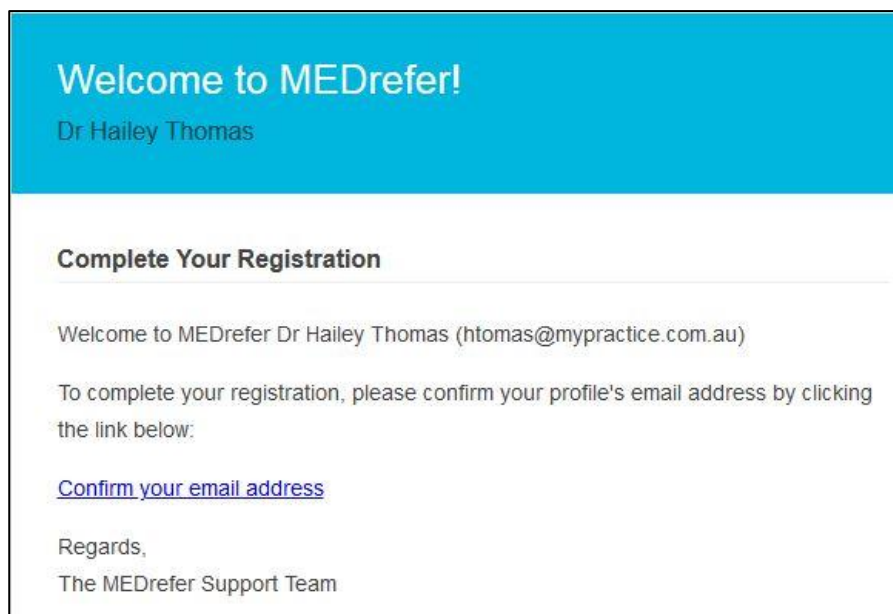 Welcome to MEDrefer!
Dr Hailey Thomas
Complete Your Registration
Welcome to MEDrefer Dr Hailey Thomas (htomas@mypractice.com.au)
To complete your registration, please confirm your profile's email address by clicking
the link below:
Confirm your email address
Regards,
The MEDrefer Support Team